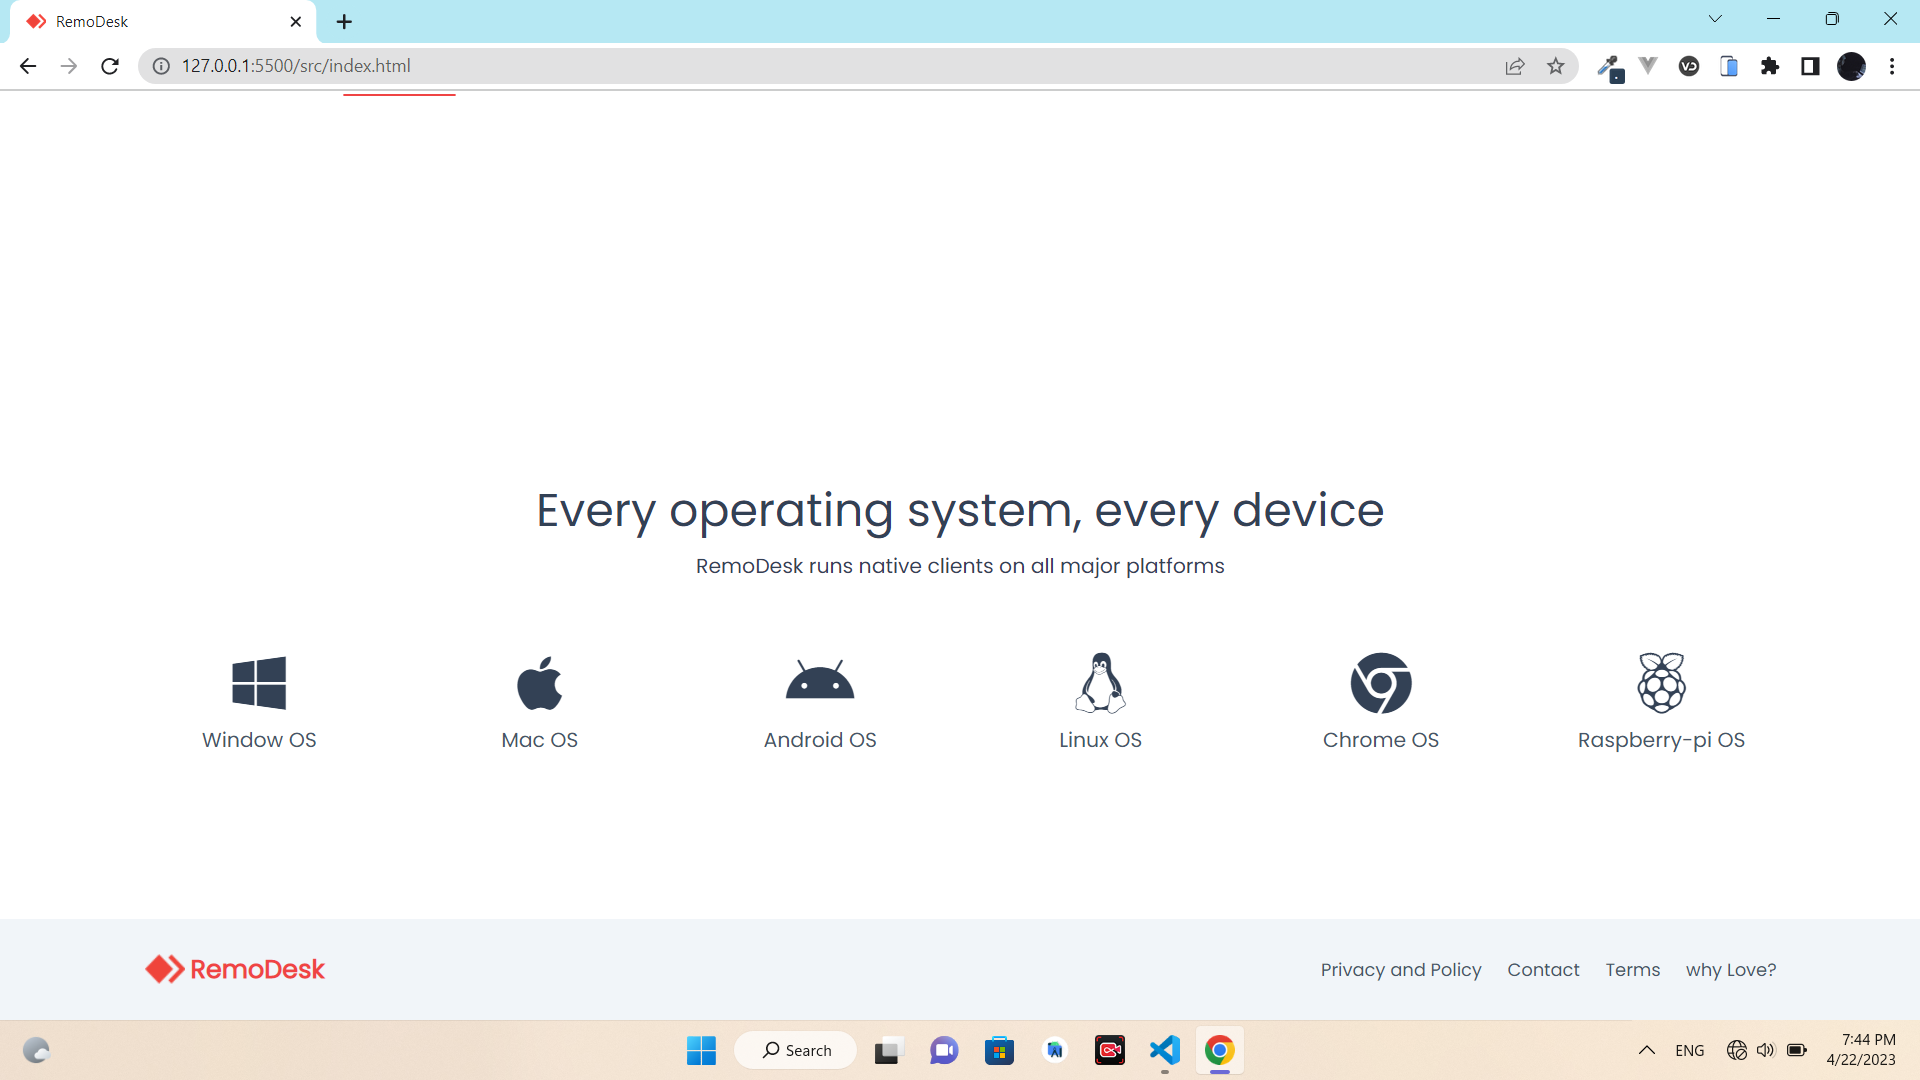 RemoDesk
127.0.0.1:5500/src/index.html
Every operating system, every device
RemoDesk runs native clients on all major platforms
Window OS
Mac OS
Android OS
Linux OS
Chrome OS
Raspberry-pi OS
RemoDesk
Privacy and Policy
Contact
Terms
why Love?
Search
ENG
7:44 PM
4/22/2023